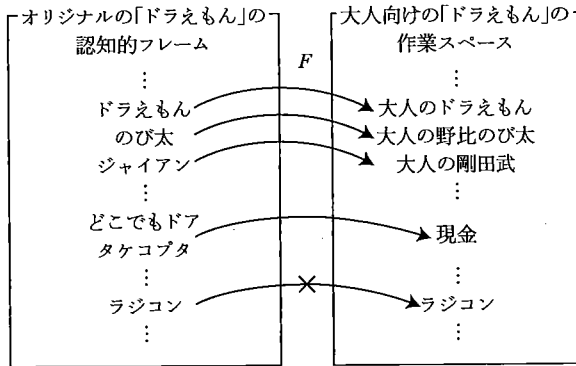 オリジナルの「ドラえもん」の
認知的フレーム
⋮
ドラえもん
のび太
ジャイアン
⋮
どこでもドア
タケコプタ
⋮
ラジコン
⋮
F
大人向けの「ドラえもん」の
作業スペース
⋮
大人のドラえもん
大人の野比のび太
大人の剛田武
⋮
現金
⋮
ラジコン
⋮